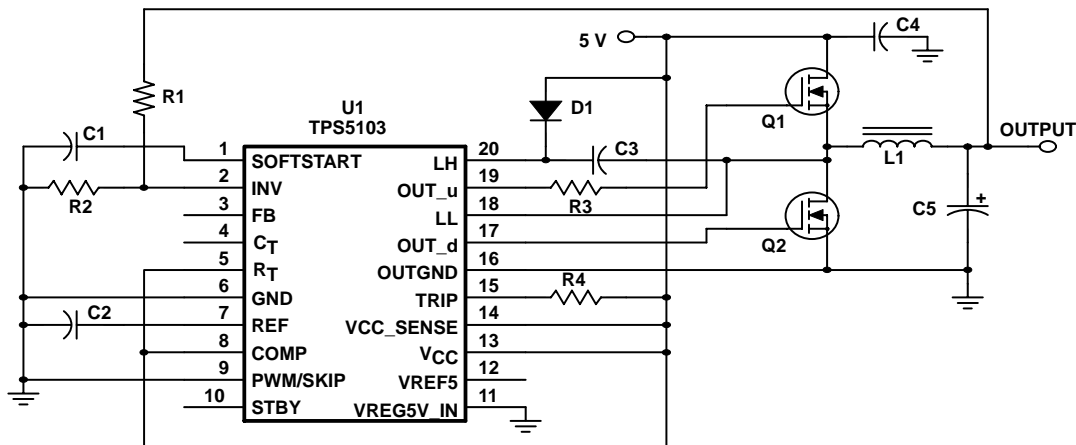 C4
5 V
R1
D1
Q1
U1
TPS5103
C1
OUTPUT
1 SOFTSTART LH 20
C3
L1
2 INV OUT_u 19
R2
R3
3 FB LL 18
C5 +
4 CT OUT_d 17
Q2
5 RT OUTGND 16
6 GND TRIP 15
R4
C2
7 REF VCC_SENSE 14
8 COMP VCC 13
9 PWM/SKIP VREF5 12
10 STBY VREG5V_IN 11